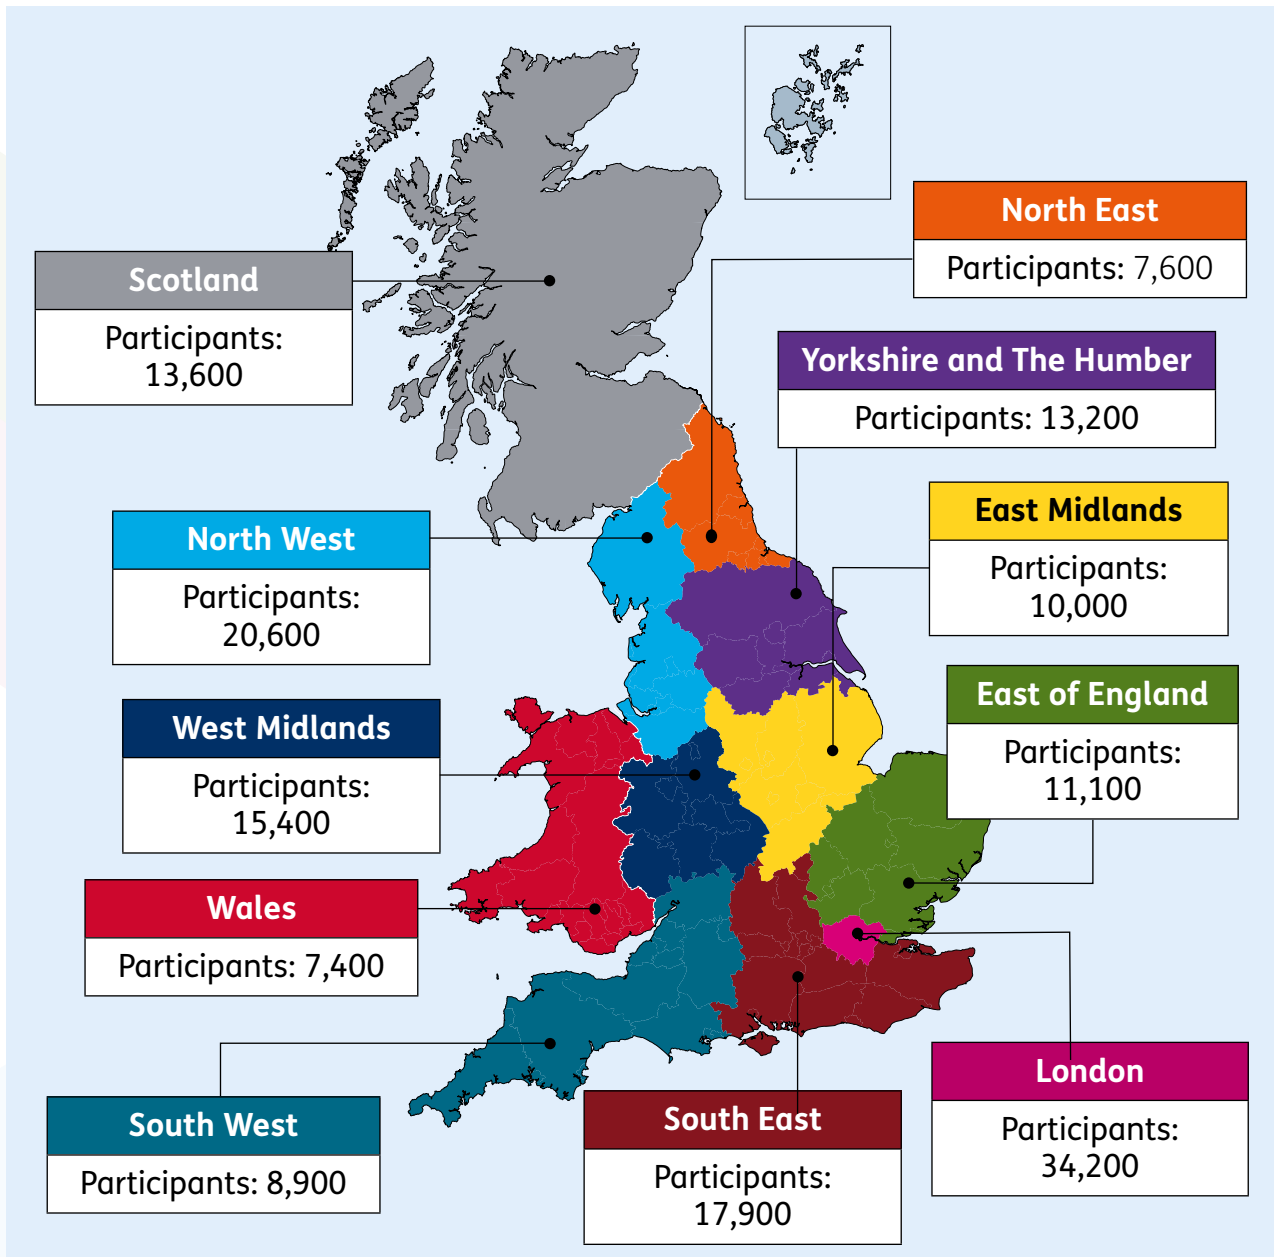 North East
Participants: 7,600
Scotland
Participants:
13,600
Yorkshire and The Humber
Participants: 13,200
East Midlands
Participants:
10,000
North West
Participants:
20,600
East of England
Participants:
11,100
West Midlands
Participants:
15,400
Wales
Participants: 7,400
London
Participants:
34,200
South West
Participants: 8,900
South East
Participants:
17,900